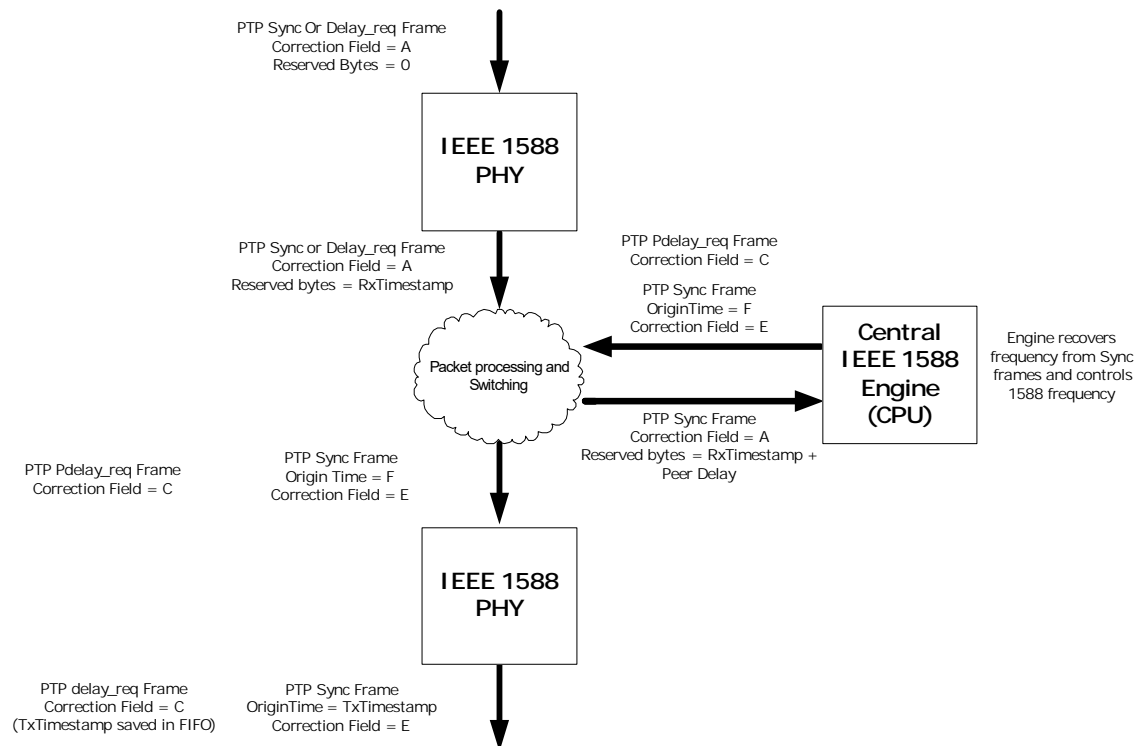 PTP Sync Or Delay_req Frame
Correction Field = A
Reserved Bytes = 0
IEEE 1588
PHY
PTP Sync or Delay_req Frame
Correction Field = A
Reserved bytes = RxTimestamp
PTP Pdelay_req Frame
Correction Field = C
PTP Sync Frame
OriginTime = F
Correction Field = E
Packet processing and
Switching
Central
IEEE 1588
Engine
(CPU)
Engine recovers
frequency from Sync
frames and controls
1588 frequency
PTP Sync Frame
Correction Field = A
Reserved bytes = RxTimestamp +
Peer Delay
PTP Pdelay_req Frame
Correction Field = C
PTP Sync Frame
Origin Time = F
Correction Field = E
IEEE 1588
PHY
PTP delay_req Frame
Correction Field = C
(TxTimestamp saved in FIFO)
PTP Sync Frame
OriginTime = TxTimestamp
Correction Field = E